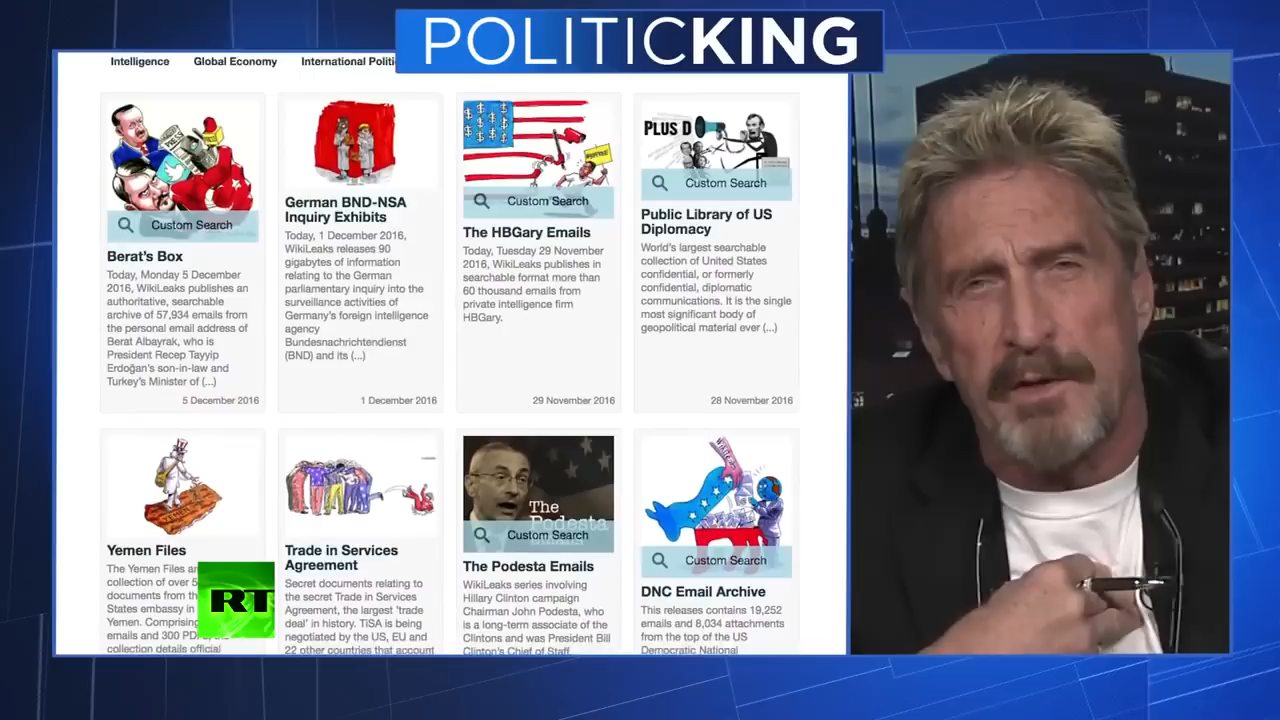 POLITICKING
Intelligence
Global Economy
International Politi
Custom Search
Berat's Box
Today, Monday 5 December
2016, WikiLeaks publishes an
authoritative, searchable
archive of 57,934 emails from
the personal email address of
Berat Albayrak, who is
President Recep Tayyip
Erdoğan's son-in-law and
Turkey's Minister of (...)
5 December 2016
German BND-NSA
Inquiry Exhibits
Today, 1 December 2016,
WikiLeaks releases 90
gigabytes of information
relating to the German
parliamentary inquiry into the
surveillance activities of
Germany's foreign intelligence
agency
Bundesnachrichtendienst
(BND) and its (...)
1 December 2016
Custom Search
The HBGary Emails
Today, Tuesday 29 November
2016, WikiLeaks publishes in
searchable format more than
60 thousand emails from
private intelligence firm
HBGary.
29 November 2016
PLUS D
Custom Search
Public Library of US
Diplomacy
World's largest searchable
collection of United States
confidential, or formerly
confidential, diplomatic
communications. It is the single
most significant body of
geopolitical material ever (...)
28 November 2016
Yemen Files
The Yemen Files ar
collection of over 5
documents from the
States embassy in
Yemen. Comprising
emails and 300 PD
collection details official
RT
Trade in Services
Agreement
Secret documents relating to
the secret Trade in Services
Agreement, the largest 'trade
deal' in history. TiSA is being
negotiated by the US, EU and
22 other countries that account
The
Podesta
Custom Search
The Podesta Emails
WikiLeaks series involving
Hillary Clinton campaign
Chairman John Podesta, who
is a long-term associate of the
Clintons and was President Bill
Clinton's Chief of Staff
Custom Search
DNC Email Archive
This releases contains 19,252
emails and 8,034 attachments
from the top of the US
Democratic National